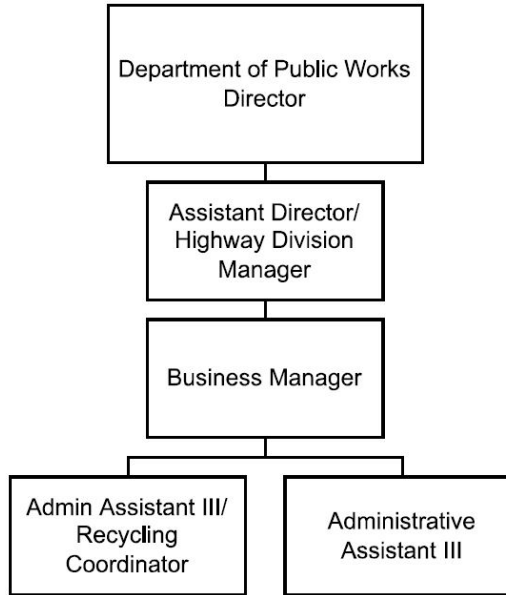 Department of Public Works
Director
Assistant Director/
Highway Division
Manager
Business Manager
Admin Assistant III/
Recycling
Coordinator
Administrative
Assistant III